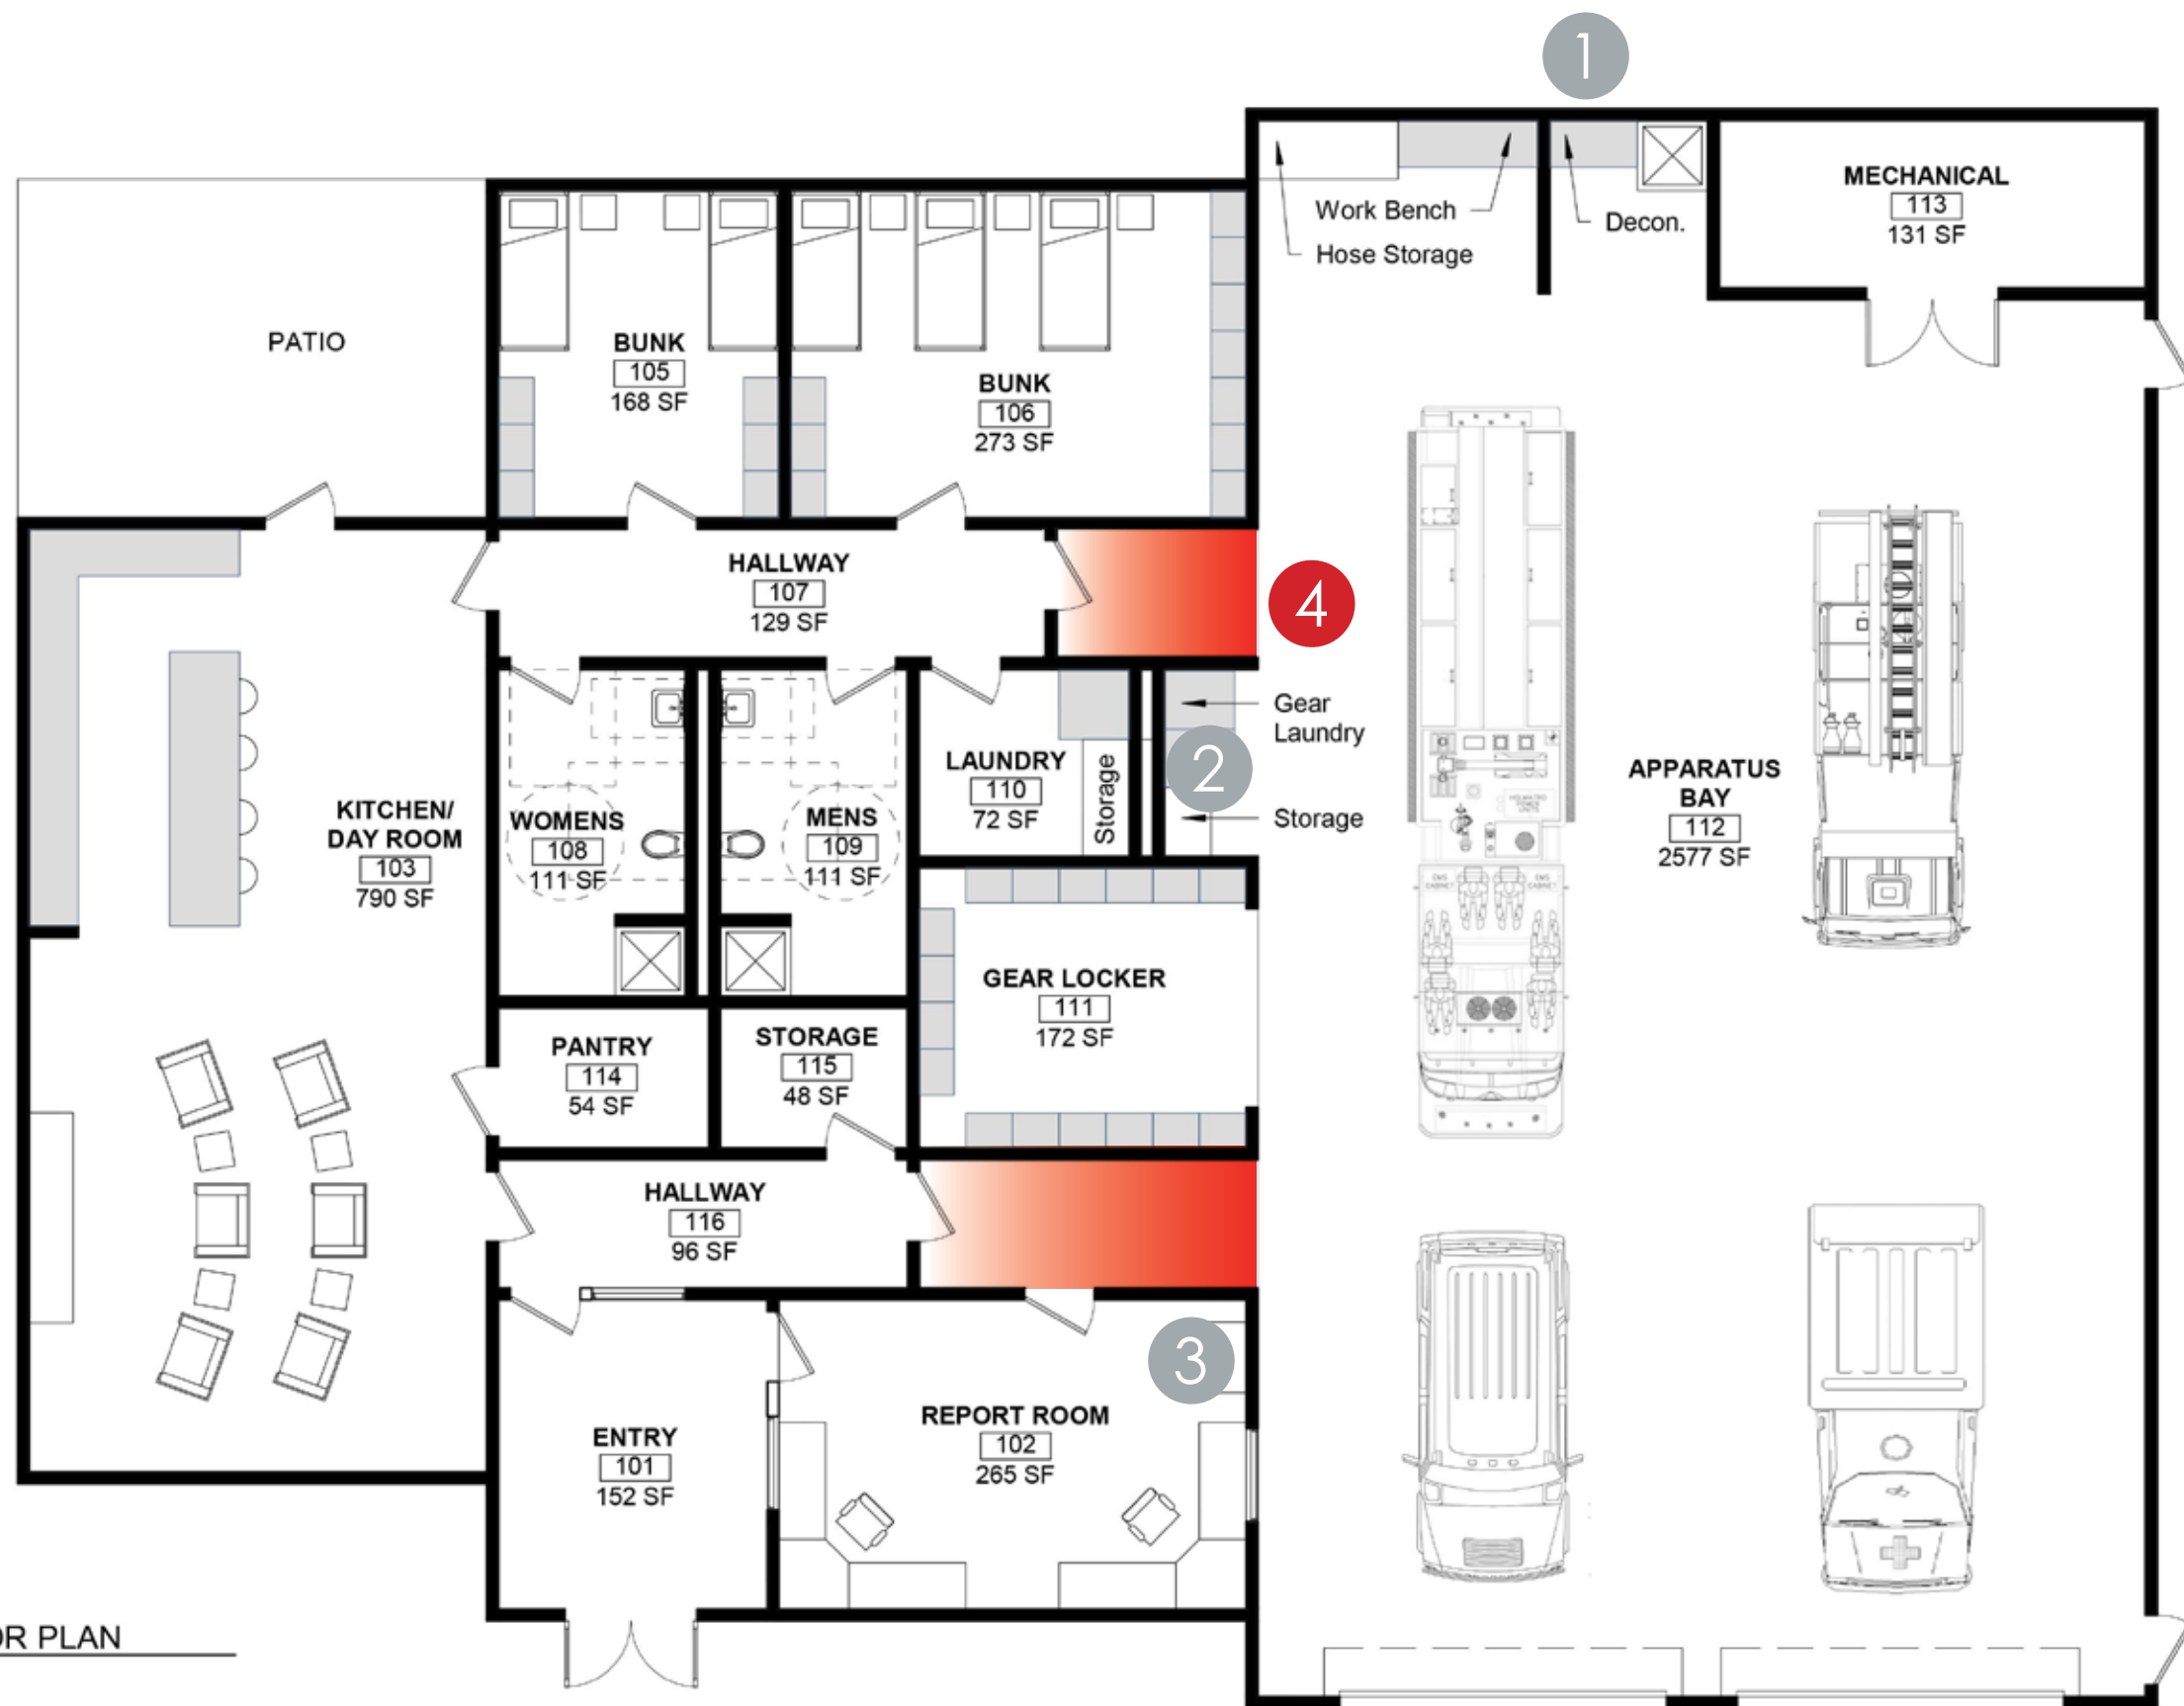 1
MECHANICAL
113
131 SF
Work Bench
Decon.
Hose Storage
PATIO
BUNK
105
168 SF
BUNK
106
273 SF
HALLWAY
107
129 SF
4
Gear
Laundry
2
Storage
LAUNDRY
110
72 SF
Storage
APPARATUS
BAY
112
2577 SF
KITCHEN/
DAY ROOM
103
790 SF
WOMENS
108
111 SF
MENS
109
111 SF
EMS
CABINET
EMS
CABINET
GEAR LOCKER
111
172 SF
PANTRY
114
54 SF
STORAGE
115
48 SF
HALLWAY
116
96 SF
3
REPORT ROOM
102
265 SF
ENTRY
101
152 SF
OR PLAN